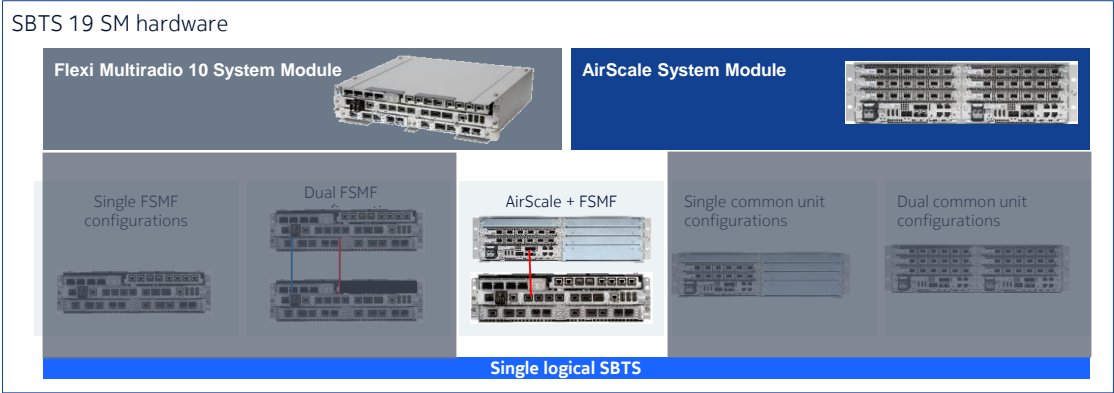 SBTS 19 SM hardware
Flexi Multiradio 10 System Module
AirScale System Module
Single FSMF
configurations
Dual FSMF
AirScale + FSMF
Single common unit
configurations
Dual common unit
configurations
Single logical SBTS